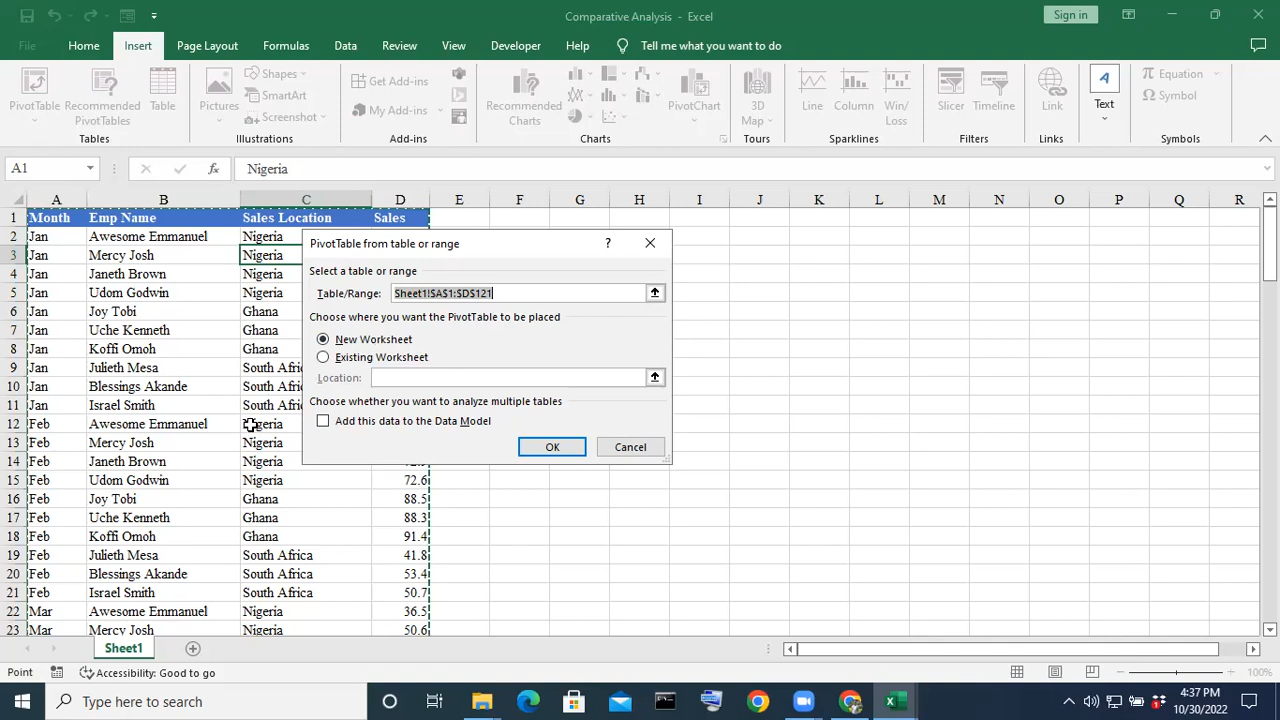 Comparative Analysis - Excel
Sign in
File Home Insert Page Layout Formulas Data Review View Developer Help Tell me what you want to do
PivotTable Recommended PivotTables Table
Tables
Pictures Shapes SmartArt Screenshot
Illustrations
Get Add-ins My Add-ins
Add-ins
Recommended Charts PivotChart
Charts
3D Map
Tours
Line Column Win/Loss
Sparklines
Slicer Timeline
Filters
Link
Links
Text
Equation Symbol
Symbols
A1 fx Nigeria
A B C D E F G H I J K L M N O P Q R
1 Month Emp Name Sales Location Sales
2 Jan Awesome Emmanuel Nigeria
3 Jan Mercy Josh Nigeria
4 Jan Janeth Brown Nigeria
5 Jan Udom Godwin Nigeria
6 Jan Joy Tobi Ghana
7 Jan Uche Kenneth Ghana
8 Jan Koffi Omoh Ghana
9 Jan Julieth Mesa South Afric
10 Jan Blessings Akande South Afric
11 Jan Israel Smith South Afric
12 Feb Awesome Emmanuel Nigeria
13 Feb Mercy Josh Nigeria
14 Feb Janeth Brown Nigeria
15 Feb Udom Godwin Nigeria 72.6
16 Feb Joy Tobi Ghana 88.5
17 Feb Uche Kenneth Ghana 88.3
18 Feb Koffi Omoh Ghana 91.4
19 Feb Julieth Mesa South Africa 41.8
20 Feb Blessings Akande South Africa 53.4
21 Feb Israel Smith South Africa 50.7
22 Mar Awesome Emmanuel Nigeria 36.5
23 Mar Mercy Josh Nigeria 50.6
PivotTable from table or range ?
Select a table or range
Table/Range: Sheet1!$A$1:$D$121
Choose where you want the PivotTable to be placed
New Worksheet
Existing Worksheet
Location:
Choose whether you want to analyze multiple tables
Add this data to the Data Model
OK Cancel
Sheet1
Point Accessibility: Good to go 100%
Type here to search
4:37 PM
10/30/2022